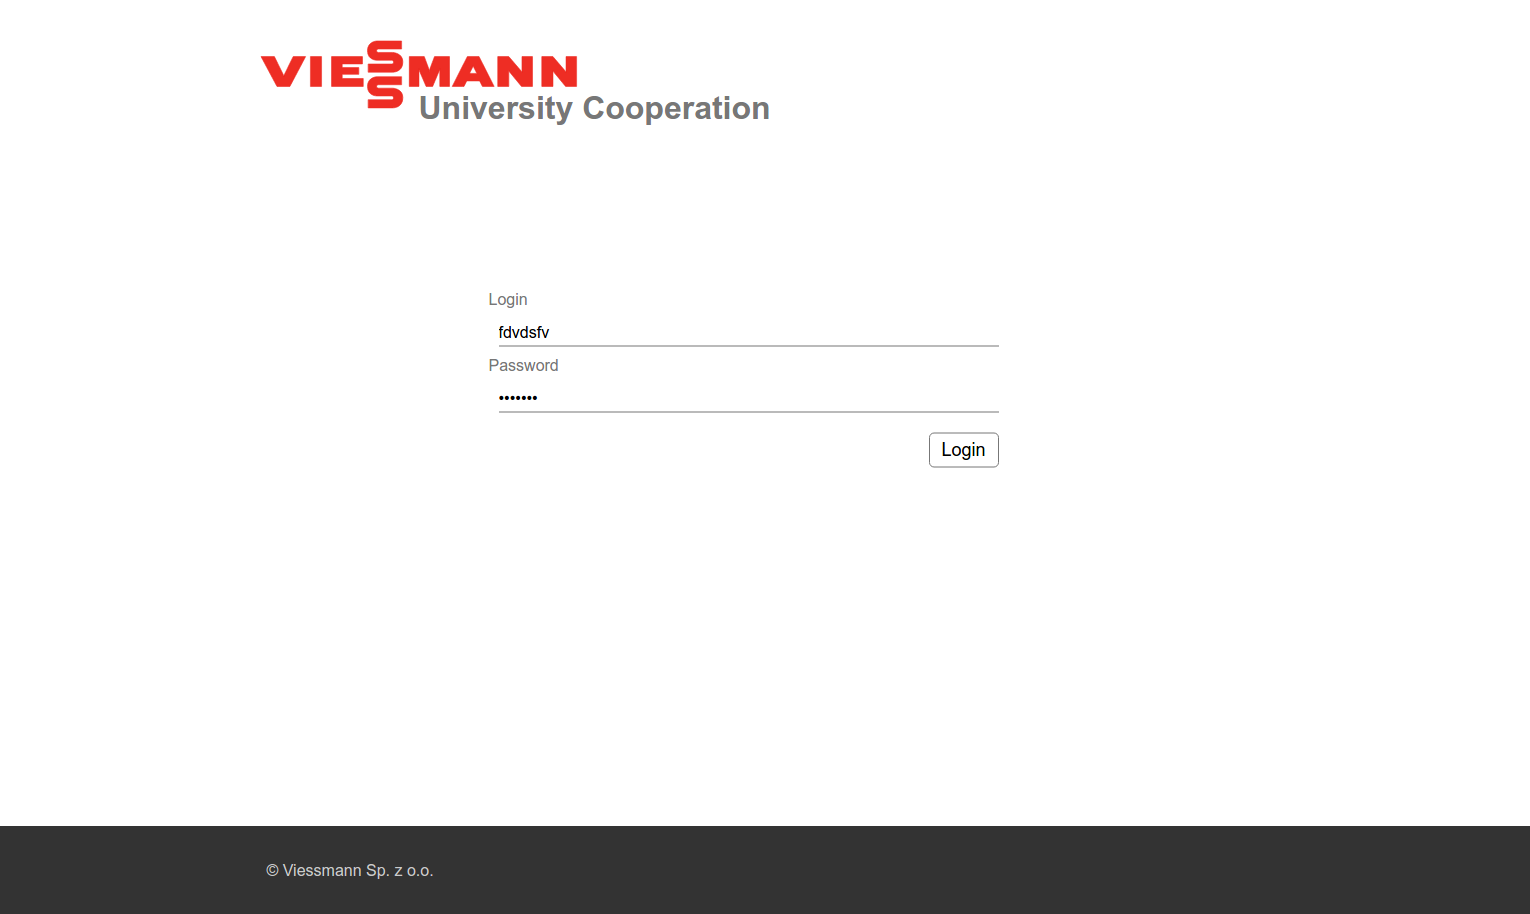 VIESSMANN
University Cooperation
Login
fdvdsfv
Password
•••••••
Login
© Viessmann Sp. z o.o.